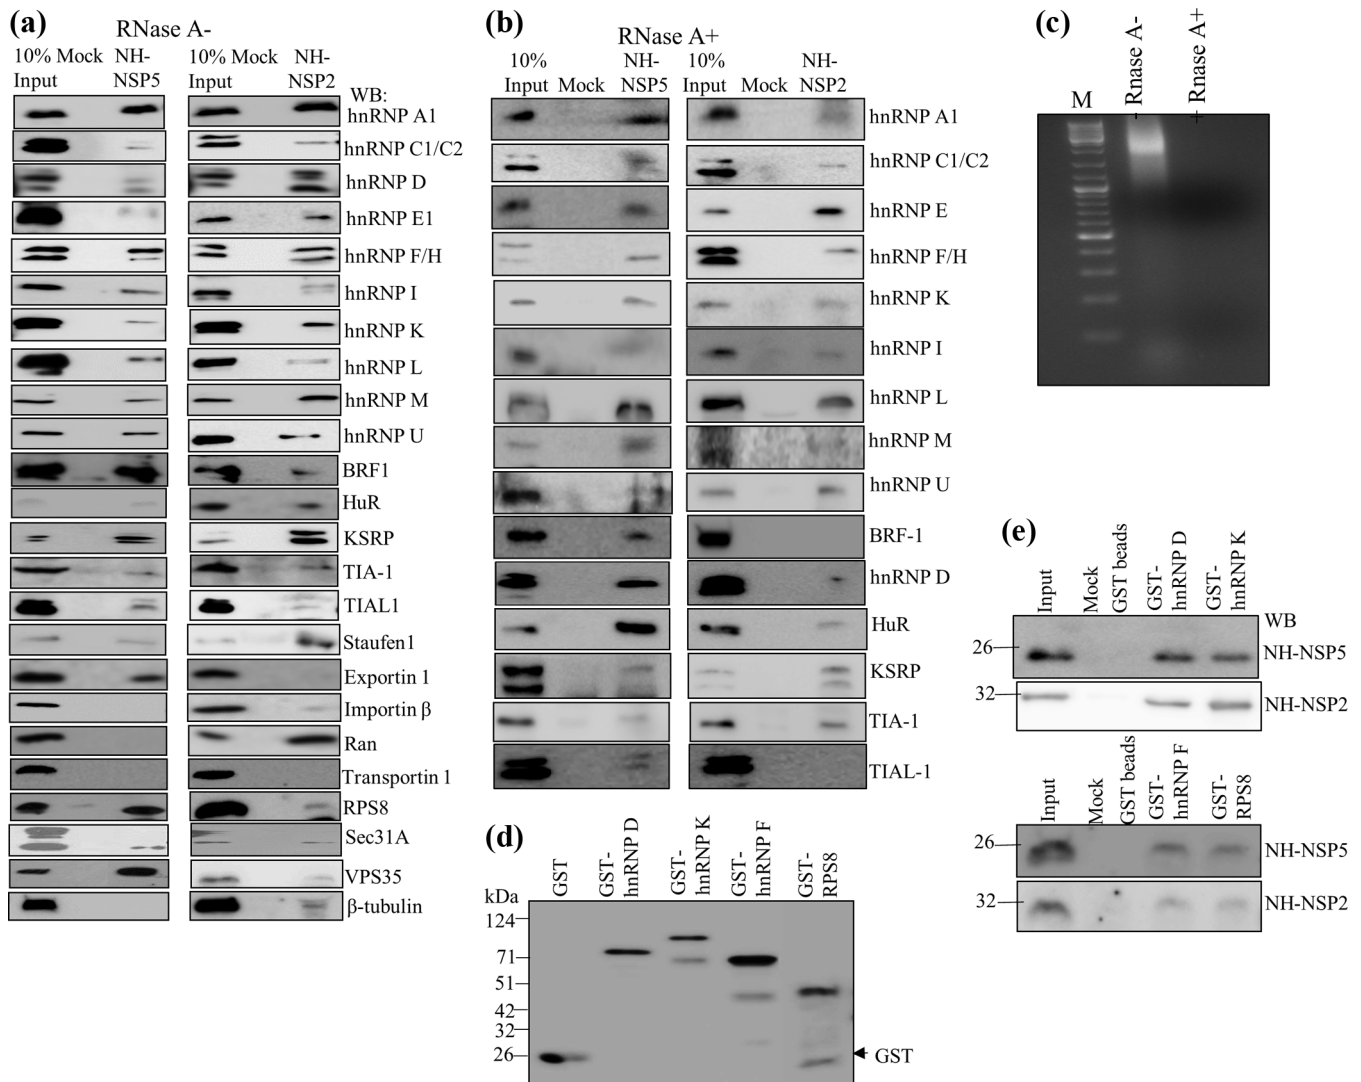 (a)
RNase A-
10% Mock NH-
Input NSP5
10% Mock NH-
Input NSP2
WB:
hnRNP A1
hnRNP C1/C2
hnRNP D
hnRNP E1
hnRNP F/H
hnRNP I
hnRNP K
hnRNP L
hnRNP M
hnRNP U
BRF1
HuR
KSRP
TIA-1
TIAL1
Staufen1
Exportin 1
Importin β
Ran
Transportin 1
RPS8
Sec31A
VPS35
β-tubulin
(b)
RNase A+
10% NH-
Input Mock NSP5
10% NH-
Input Mock NSP2
hnRNP A1
hnRNP C1/C2
hnRNP E
hnRNP F/H
hnRNP K
hnRNP I
hnRNP L
hnRNP M
hnRNP U
BRF-1
hnRNP D
HuR
KSRP
TIA-1
TIAL-1
(c)
M
- Rnase A-
+ Rnase A+
(d)
GST
GST-
hnRNP D
GST-
hnRNP K
GST-
hnRNP F
GST-
RPS8
kDa
124
71
51
42
32
26
GST
(e)
Input
Mock
GST beads
GST-
hnRNP D
GST-
hnRNP K
WB
26
NH-NSP5
32
NH-NSP2
Input
Mock
GST beads
GST-
hnRNP F
GST-
RPS8
26
NH-NSP5
32
NH-NSP2